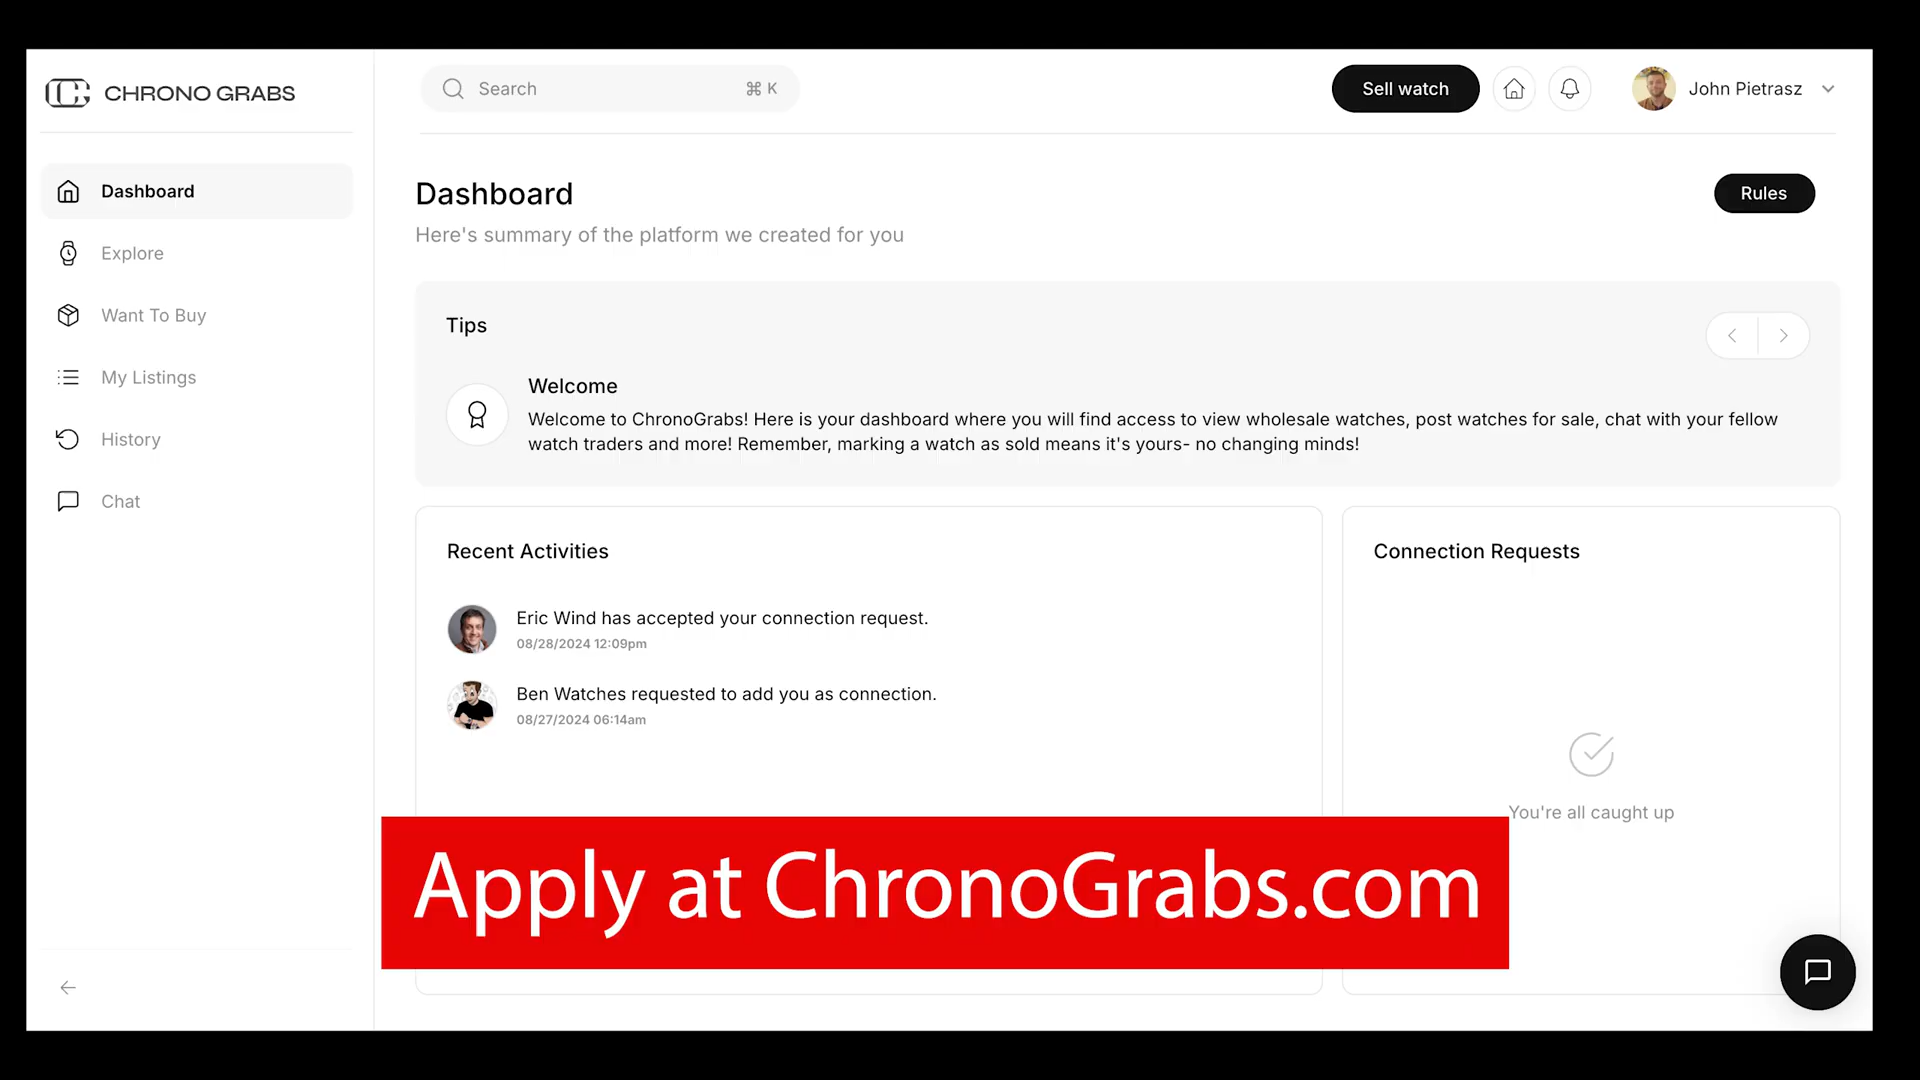 CHRONO GRABS
Search
⌘ K
Sell watch
John Pietrasz
Dashboard
Explore
Want To Buy
My Listings
History
Chat
Dashboard
Rules
Here's summary of the platform we created for you
Tips
Welcome
Welcome to ChronoGrabs! Here is your dashboard where you will find access to view wholesale watches, post watches for sale, chat with your fellow
watch traders and more! Remember, marking a watch as sold means it's yours- no changing minds!
Recent Activities
Eric Wind has accepted your connection request.
08/28/2024 12:09pm
Ben Watches requested to add you as connection.
08/27/2024 06:14am
Connection Requests
You're all caught up
Apply at ChronoGrabs.com